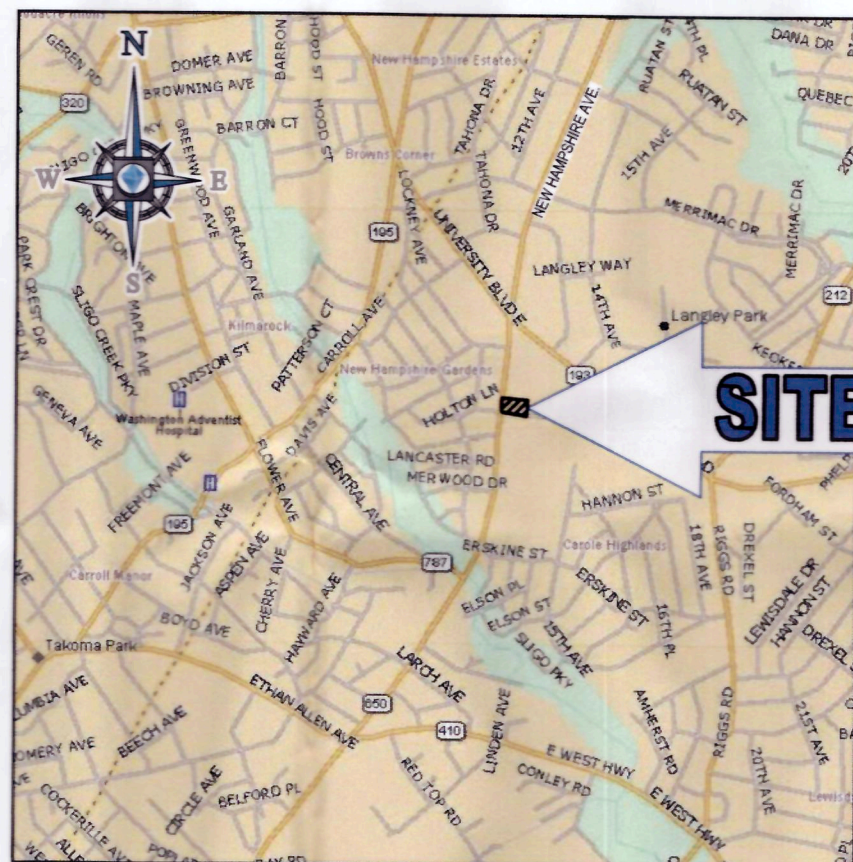 GEREN RD
DOMER AVE
BROWNING AVE
BARRON
HOOD ST
HOOD ST
BARRON CT
320
N
W
E
S
GREENWOOD AVE
GARLAND AVE
BRIGHTON AVE
MAPLE AVE
PARK CREST DR
SLIGO CREEK PKY
GENEVA AVE
Kilmarock
DIVISION ST
PATTERSON CT
CARROLL AVE
New Hampshire Estates
Browns Corner
195
LOCKNEY AVE
TAHONA DR
TAHONA DR
12TH AVE
NEW HAMPSHIRE AVE.
UNIVERSITY BLVD E
RUATAN ST
RUATAN ST
DANA DR
QUEBEC
15TH AVE
MERRIMAC DR
MERRIMAC DR
LANGLEY WAY
14TH AVE
212
Langley Park
193
SITE
New Hampshire Gardens
HOLTON LN
LANCASTER RD
MERWOOD DR
H
Washington Adventist
Hospital
H
FREEMONT AVE
FLOWER AVE
DAVIS AVE
CENTRAL AVE
195
JACKSON AVE
ASPEN AVE
CHERRY AVE
HAYWARD AVE
Carroll Manor
BOYD AVE
Takoma Park
787
ERSKINE ST
Carole Highlands
HANNON ST
ERSKINE ST
ELSON PL
ELSON ST
15TH AVE
SLIGO PKY
16TH PL
18TH AVE
RIGGS RD
DREXEL ST
FORDHAM ST
LEWISDALE DR
HANNON ST
DREXEL
LARCH AVE
650
ETHAN ALLEN AVE
410
LINDEN AVE
E WEST HWY
CONLEY RD
RED TOP RD
AMHERST RD
RIGGS RD
E WEST HWY
20TH AVE
21ST AVE
BEECH AVE
CIRCLE AVE
BELFORD PL
COCKERILLE AVE